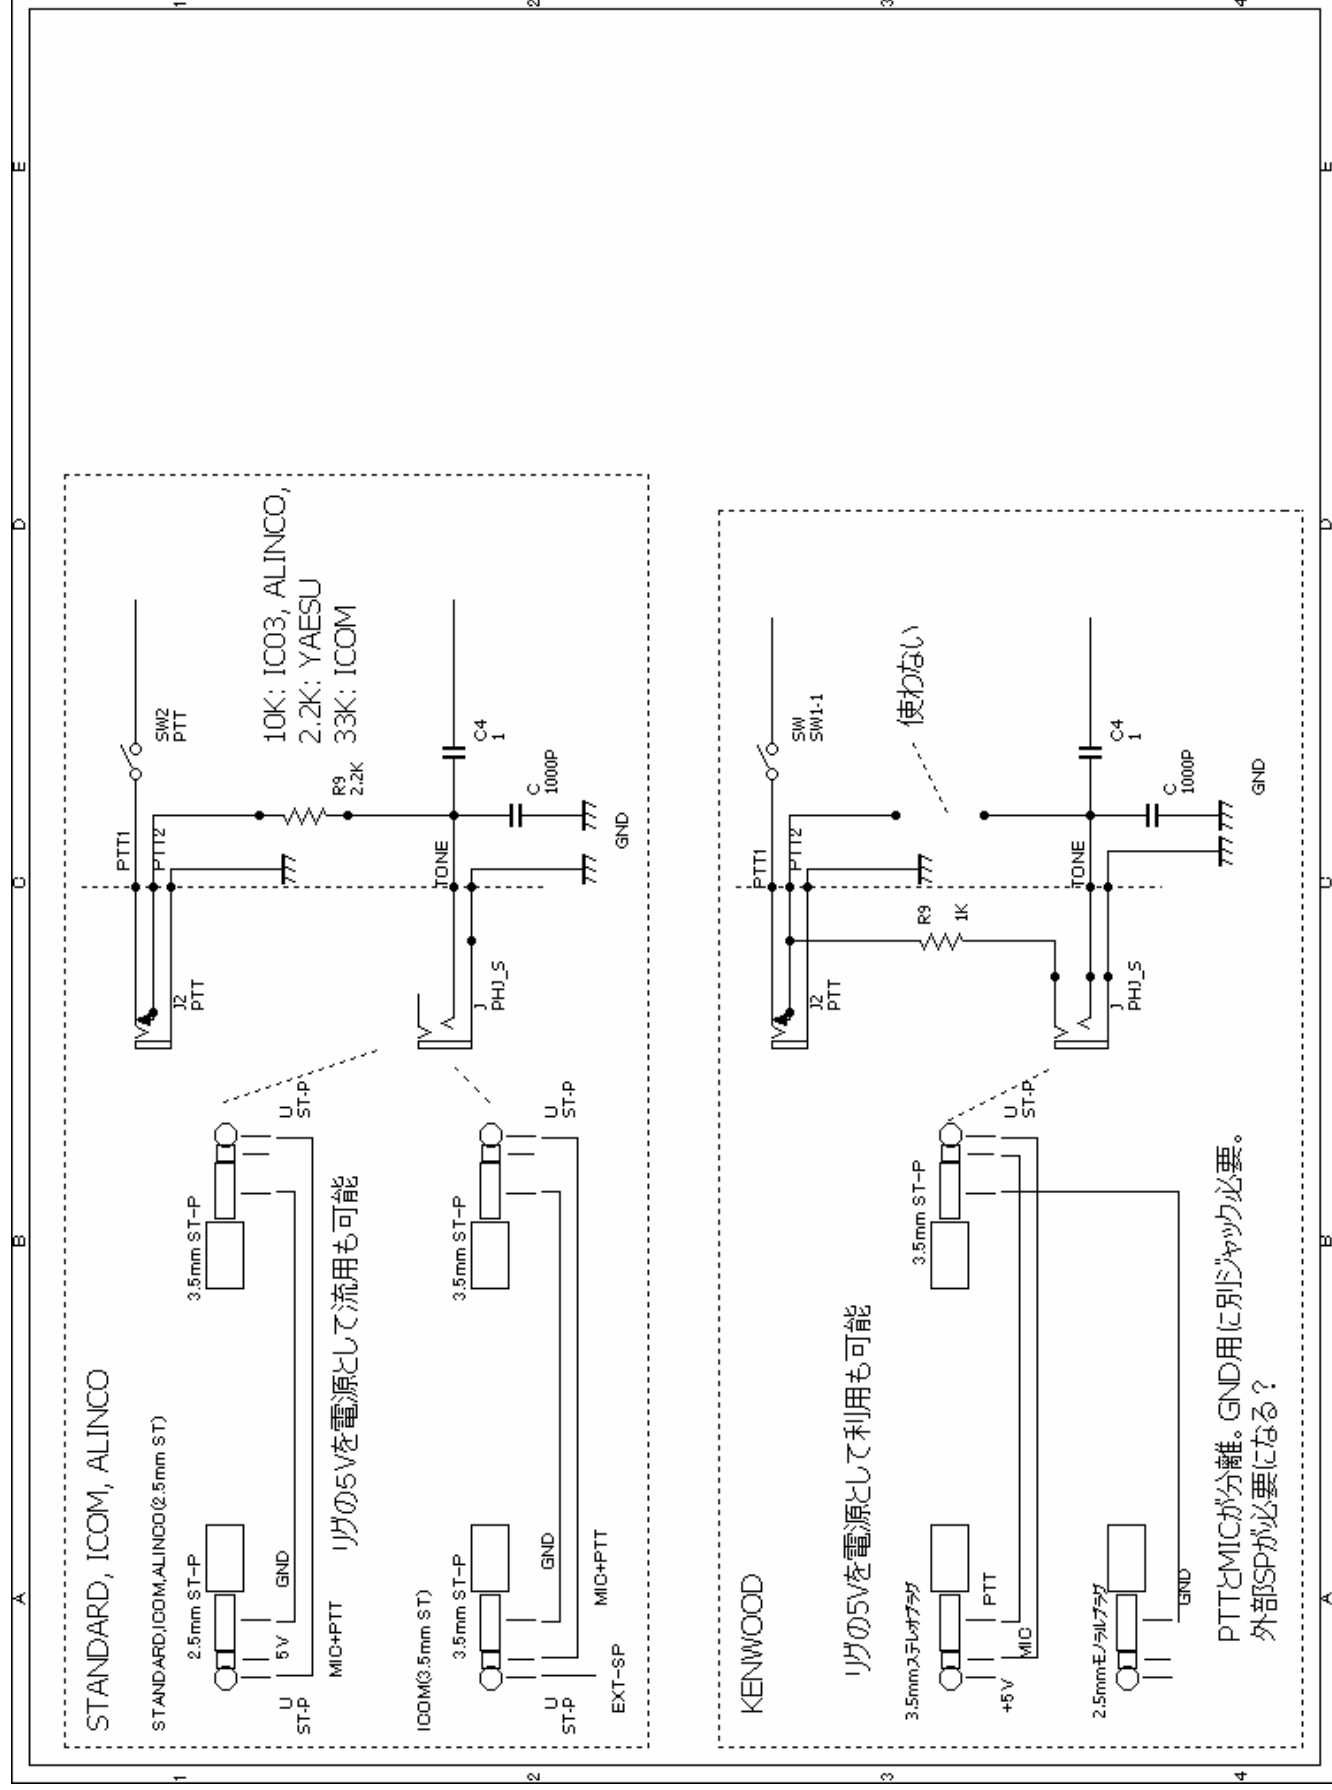 A
B
C
D
E
1
2
3
4
STANDARD, ICOM, ALINCO
STANDARD,ICOM,ALINCO(2.5mm ST)
2.5mm ST-P
3.5mm ST-P
U
ST-P
5V
GND
MIC+PTT
U
ST-P
リグの5Vを電源として流用も可能
ICOM(3.5mm ST)
3.5mm ST-P
3.5mm ST-P
U
ST-P
GND
EXT-SP
MIC+PTT
U
ST-P
J2
PTT
PTT1
PTT2
SW2
PTT
R9
2.2K
10K: IC03, ALINCO,
2.2K: YAESU
33K: ICOM
J
PHJ_S
TONE
C4
1
C
1000P
GND
KENWOOD
リグの5Vを電源として利用も可能
3.5mmステレオプラグ
3.5mm ST-P
+5V
MIC
PTT
U
ST-P
2.5mmモノラルプラグ
GND
PTTとMICが分離。GND用に別ジャック必要。
外部SPが必要になる？
J2
PTT
PTT1
PTT2
SW
SW1-1
R9
1K
使わない
J
PHJ_S
TONE
C4
1
C
1000P
GND
A
B
C
D
E
1
2
3
4